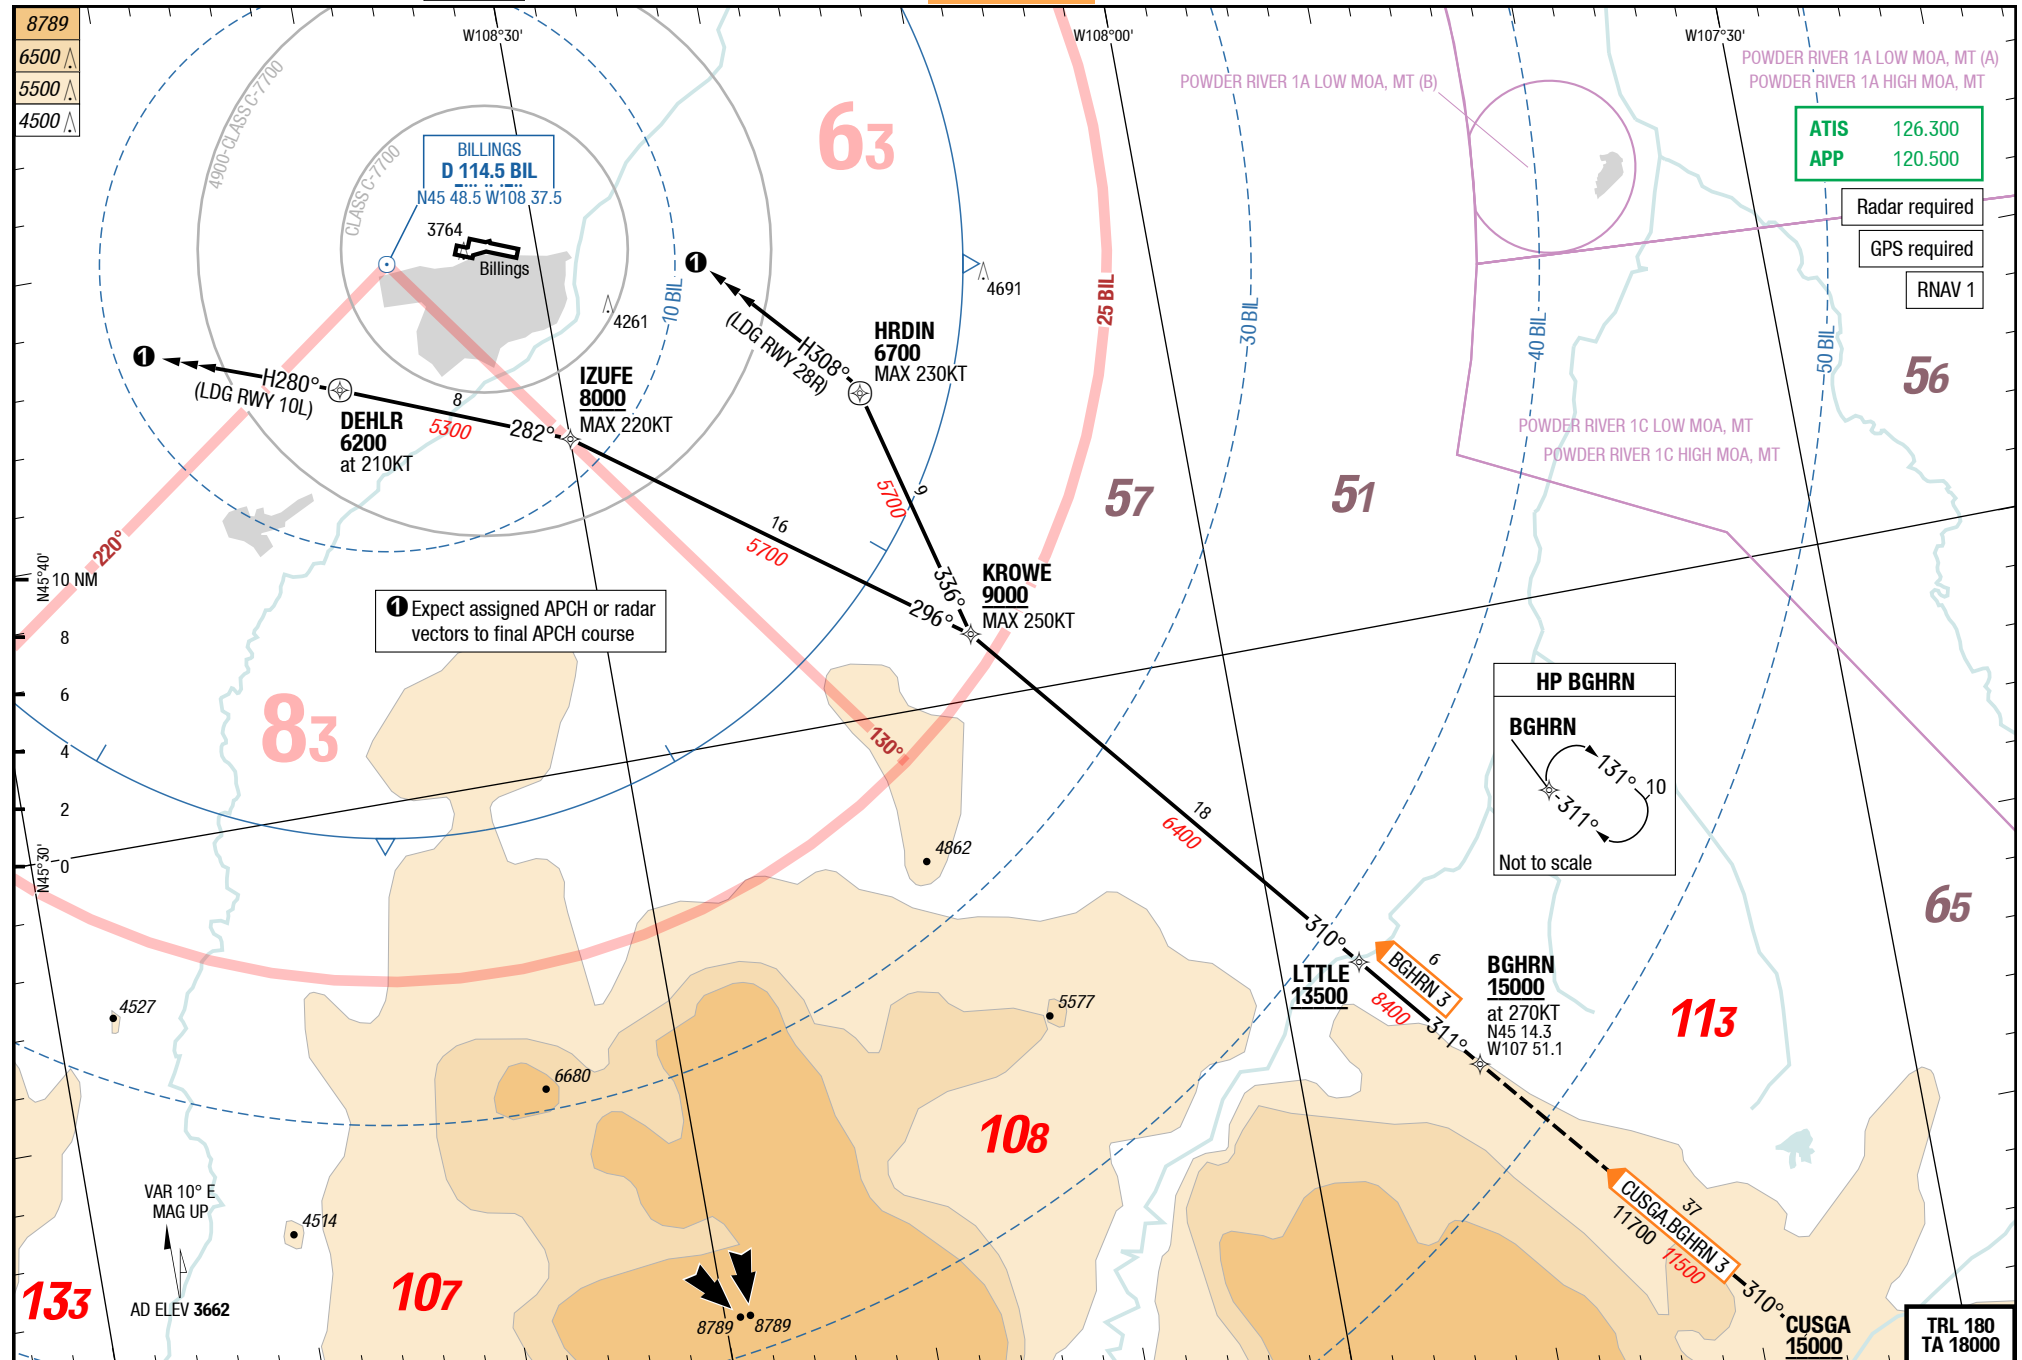 8789
6500
5500
4500
W108°30'
W108°00'
W107°30'
4900-CLASS C-7700
CLASS C-7700
BILLINGS
D 114.5 BIL
N45 48.5 W108 37.5
3764
Billings
4261
10 BIL
63
4691
25 BIL
30 BIL
40 BIL
50 BIL
POWDER RIVER 1A LOW MOA, MT (B)
POWDER RIVER 1A LOW MOA, MT (A)
POWDER RIVER 1A HIGH MOA, MT
ATIS 126.300
APP 120.500
Radar required
GPS required
RNAV 1
56
1
H308°
(LDG RWY 28R)
HRDIN
6700
MAX 230KT
1
H280°
(LDG RWY 10L)
DEHLR
6200
at 210KT
8
5300
282°
IZUFE
8000
MAX 220KT
9
5700
336°
16
5700
296°
KROWE
9000
MAX 250KT
57
51
POWDER RIVER 1C LOW MOA, MT
POWDER RIVER 1C HIGH MOA, MT
220°
130°
N45°40'
10 NM
8
6
4
2
0
N45°30'
1 Expect assigned APCH or radar
vectors to final APCH course
83
4862
18
6400
310°
HP BGHRN
BGHRN
131°
10
311°
Not to scale
65
LTTLE
13500
BGHRN 3
6
8400
311°
BGHRN
15000
at 270KT
N45 14.3
W107 51.1
113
4527
5577
6680
108
4514
VAR 10° E
MAG UP
AD ELEV 3662
133
107
8789
8789
CUSGA.BGHRN 3
37
11700
11500
310°
CUSGA
15000
TRL 180
TA 18000